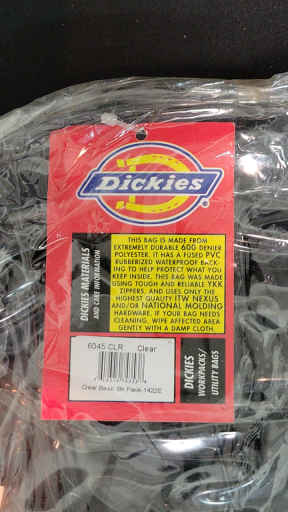 Dickies
DICKIES MATERIALS
AND CARE INFORMATION
THIS BAG IS MADE FROM
EXTREMELY DURABLE 600 DENIER
POLYESTER. IT HAS A FUSED PVC
RUBBERIZED WATERPROOF BACK-
ING TO HELP PROTECT WHAT YOU
KEEP INSIDE. THIS BAG WAS MADE
USING TOUGH AND RELIABLE YKK
ZIPPERS, AND USES ONLY THE
HIGHEST QUALITY ITW NEXUS
AND/OR NATIONAL MOLDING
HARDWARE. IF YOUR BAG NEEDS
CLEANING, WIPE AFFECTED AREA
GENTLY WITH A DAMP CLOTH.
6045 CLR Clear
DICKIES
WORKPACKS/
UTILITY BAGS